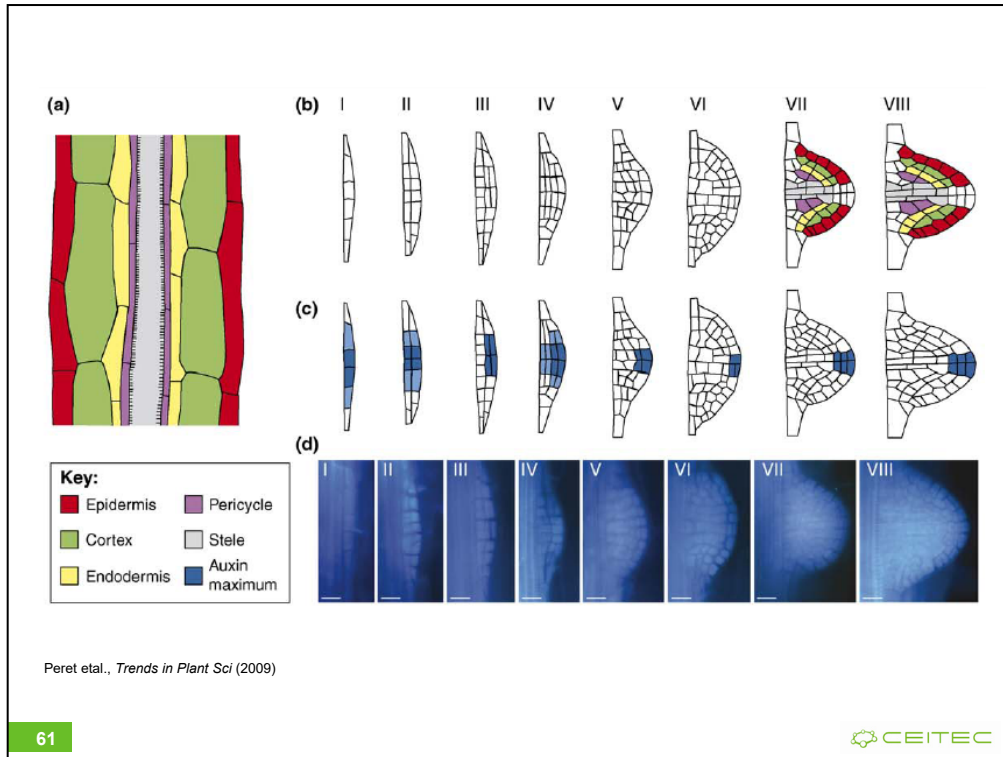 (a)
(b) I II III IV V VI VII VIII
(c)
(d) I II III IV V VI VII VIII
Key:
Epidermis Pericycle
Cortex Stele
Endodermis Auxin
maximum
Peret etal., Trends in Plant Sci (2009)
61
CEITEC